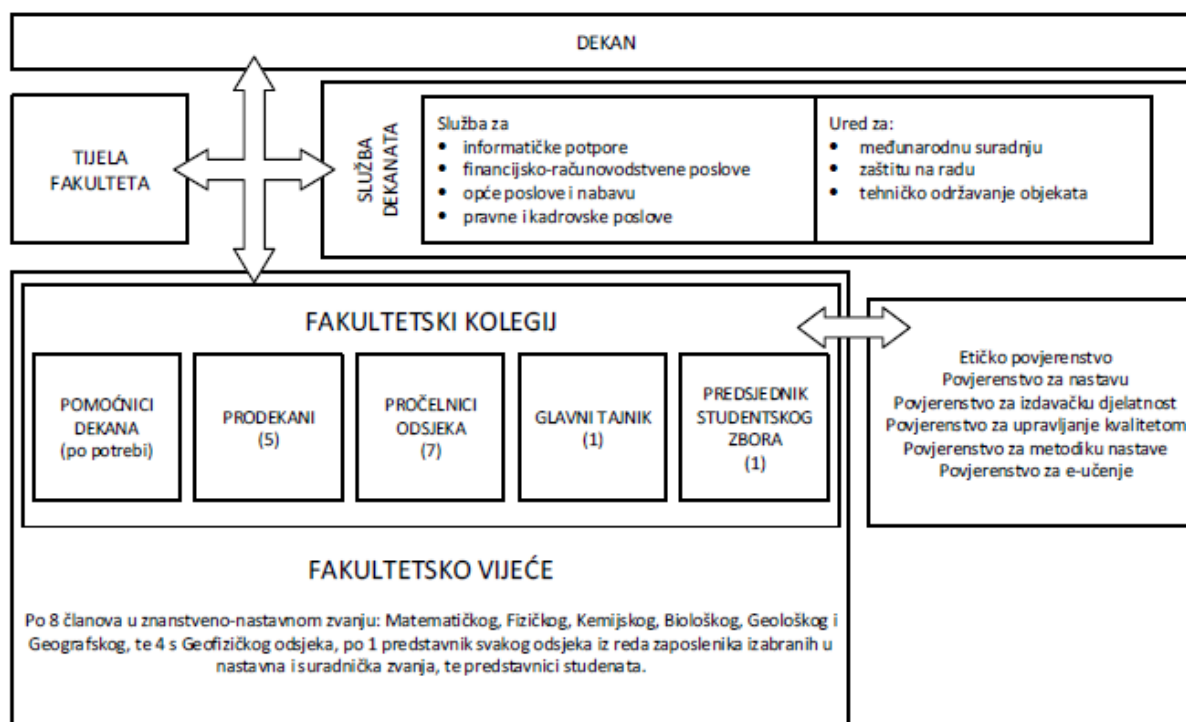 DEKAN
TIJELA
FAKULTETA
SLUŽBA
DEKANATA
Služba za
• informatičke potpore
• financijsko-računovodstvene poslove
• opće poslove i nabavu
• pravne i kadrovske poslove
Ured za:
• međunarodnu suradnju
• zaštitu na radu
• tehničko održavanje objekata
FAKULTETSKI KOLEGIJ
POMOĆNICI
DEKANA
(po potrebi)
PRODEKANI
(5)
PROČELNICI
ODSJEKA
(7)
GLAVNI TAJNIK
(1)
PREDSJEDNIK
STUDENTSKOG
ZBORA
(1)
Etičko povjerenstvo
Povjerenstvo za nastavu
Povjerenstvo za izdavačku djelatnost
Povjerenstvo za upravljanje kvalitetom
Povjerenstvo za metodiku nastave
Povjerenstvo za e-učenje
FAKULTETSKO VIJEĆE
Po 8 članova u znanstveno-nastavnom zvanju: Matematičkog, Fizičkog, Kemijskog, Biološkog, Geološkog i
Geografskog, te 4 s Geofizičkog odsjeka, po 1 predstavnik svakog odsjeka iz reda zaposlenika izabranih u
nastavna i suradnička zvanja, te predstavnici studenata.